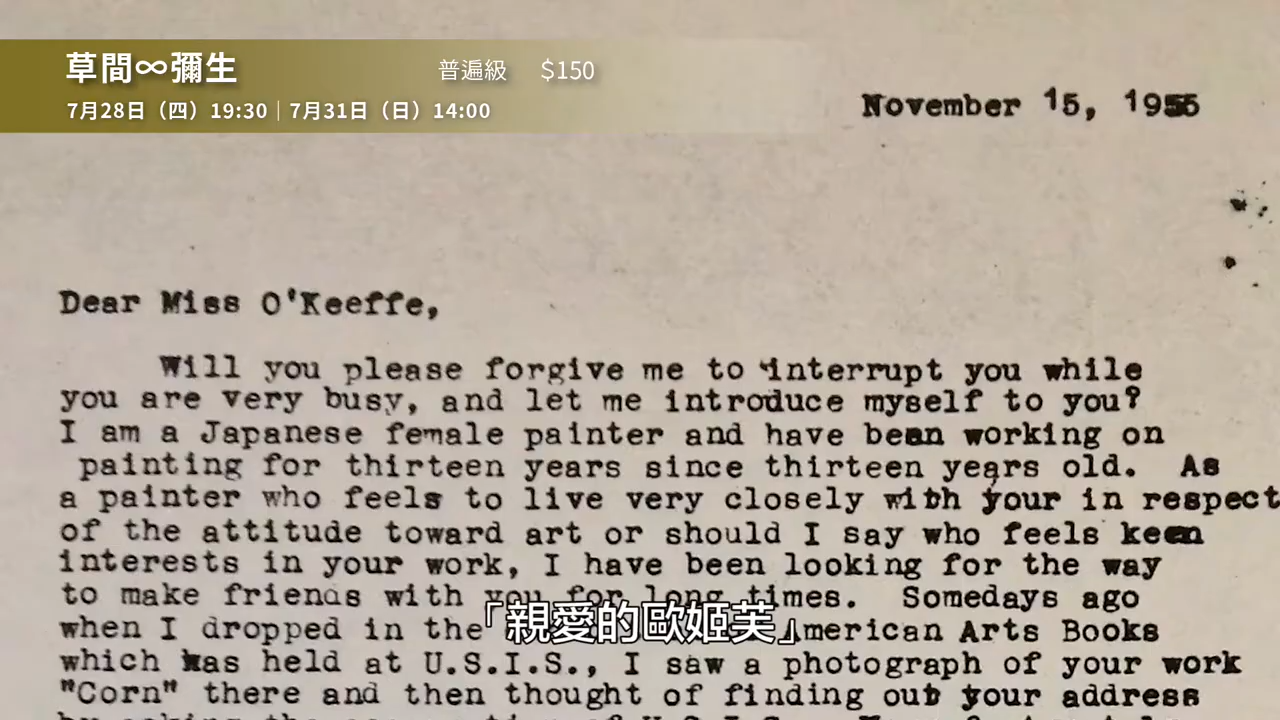 草間∞彌生 普遍級 $150
7月28日（四）19:30｜7月31日（日）14:00
November 15, 1955
Dear Miss O'Keeffe,
Will you please forgive me to interrupt you while
you are very busy, and let me introduce myself to you?
I am a Japanese female painter and have been working on
painting for thirteen years since thirteen years old. As
a painter who feels to live very closely with your in respect
of the attitude toward art or should I say who feels keen
interests in your work, I have been looking for the way
to make friends with you for long times. Somedays ago
when I dropped in the American Arts Books
「親愛的歐姬芙」
which was held at U.S.I.S., I saw a photograph of your work
"Corn" there and then thought of finding out your address